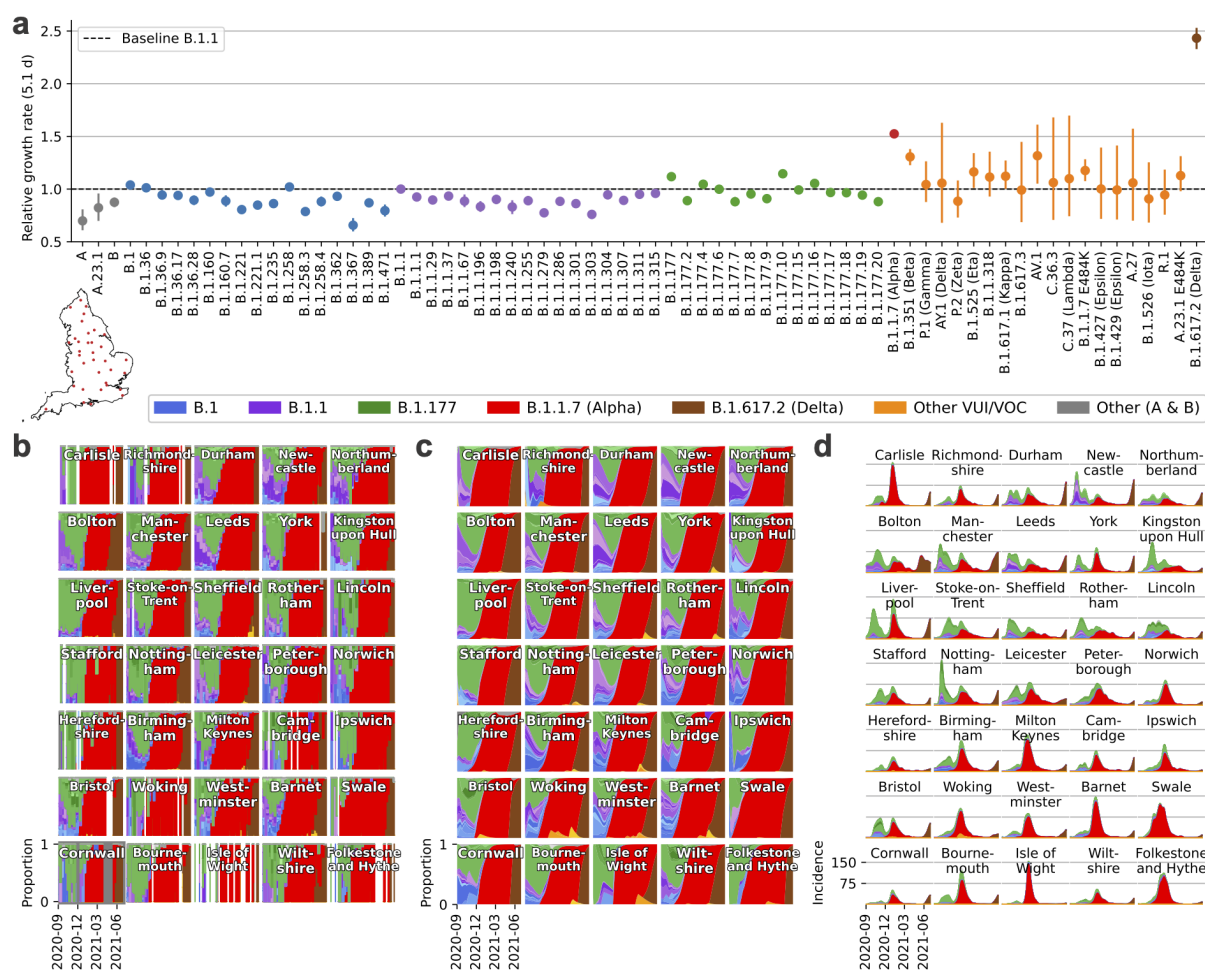 a
2.5
2.0
1.5
1.0
0.5
Relative growth rate (5.1 d)
Baseline B.1.1
A
A.23.1
B
B.1
B.1.36
B.1.36.9
B.1.36.17
B.1.36.28
B.1.160
B.1.160.7
B.1.221
B.1.221.1
B.1.235
B.1.258
B.1.258.3
B.1.258.4
B.1.362
B.1.367
B.1.389
B.1.471
B.1.1
B.1.1.1
B.1.1.29
B.1.1.37
B.1.1.67
B.1.1.196
B.1.1.198
B.1.1.240
B.1.1.255
B.1.1.279
B.1.1.286
B.1.1.301
B.1.1.303
B.1.1.304
B.1.1.307
B.1.1.311
B.1.1.315
B.1.177
B.1.177.2
B.1.177.4
B.1.177.6
B.1.177.7
B.1.177.8
B.1.177.9
B.1.177.10
B.1.177.15
B.1.177.16
B.1.177.17
B.1.177.18
B.1.177.19
B.1.177.20
B.1.1.7 (Alpha)
B.1.351 (Beta)
P.1 (Gamma)
AY.1 (Delta)
P.2 (Zeta)
B.1.525 (Eta)
B.1.1.318
B.1.617.1 (Kappa)
B.1.617.3
AV.1
C.36.3
C.37 (Lambda)
B.1.1.7 E484K
B.1.427 (Epsilon)
B.1.429 (Epsilon)
A.27
B.1.526 (Iota)
R.1
A.23.1 E484K
B.1.617.2 (Delta)
B.1 B.1.1 B.1.177 B.1.1.7 (Alpha) B.1.617.2 (Delta) Other VUI/VOC Other (A & B)
b
Carlisle Richmond-shire Durham New-castle Northum-berland
Bolton Man-chester Leeds York Kingston upon Hull
Liver-pool Stoke-on-Trent Sheffield Rother-ham Lincoln
Stafford Notting-ham Leicester Peter-borough Norwich
Hereford-shire Birming-ham Milton Keynes Cam-bridge Ipswich
Bristol Woking West-minster Barnet Swale
Cornwall Bourne-mouth Isle of Wight Wilt-shire Folkestone and Hythe
Proportion
1
0
2020-09
2020-12
2021-03
2021-06
c
Carlisle Richmond-shire Durham New-castle Northum-berland
Bolton Man-chester Leeds York Kingston upon Hull
Liver-pool Stoke-on-Trent Sheffield Rother-ham Lincoln
Stafford Notting-ham Leicester Peter-borough Norwich
Hereford-shire Birming-ham Milton Keynes Cam-bridge Ipswich
Bristol Woking West-minster Barnet Swale
Cornwall Bourne-mouth Isle of Wight Wilt-shire Folkestone and Hythe
Proportion
1
0
2020-09
2020-12
2021-03
2021-06
d
Carlisle Richmond-shire Durham New-castle Northum-berland
Bolton Man-chester Leeds York Kingston upon Hull
Liver-pool Stoke-on-Trent Sheffield Rother-ham Lincoln
Stafford Notting-ham Leicester Peter-borough Norwich
Hereford-shire Birming-ham Milton Keynes Cam-bridge Ipswich
Bristol Woking West-minster Barnet Swale
Cornwall Bourne-mouth Isle of Wight Wilt-shire Folkestone and Hythe
Incidence
150
75
2020-09
2020-12
2021-03
2021-06